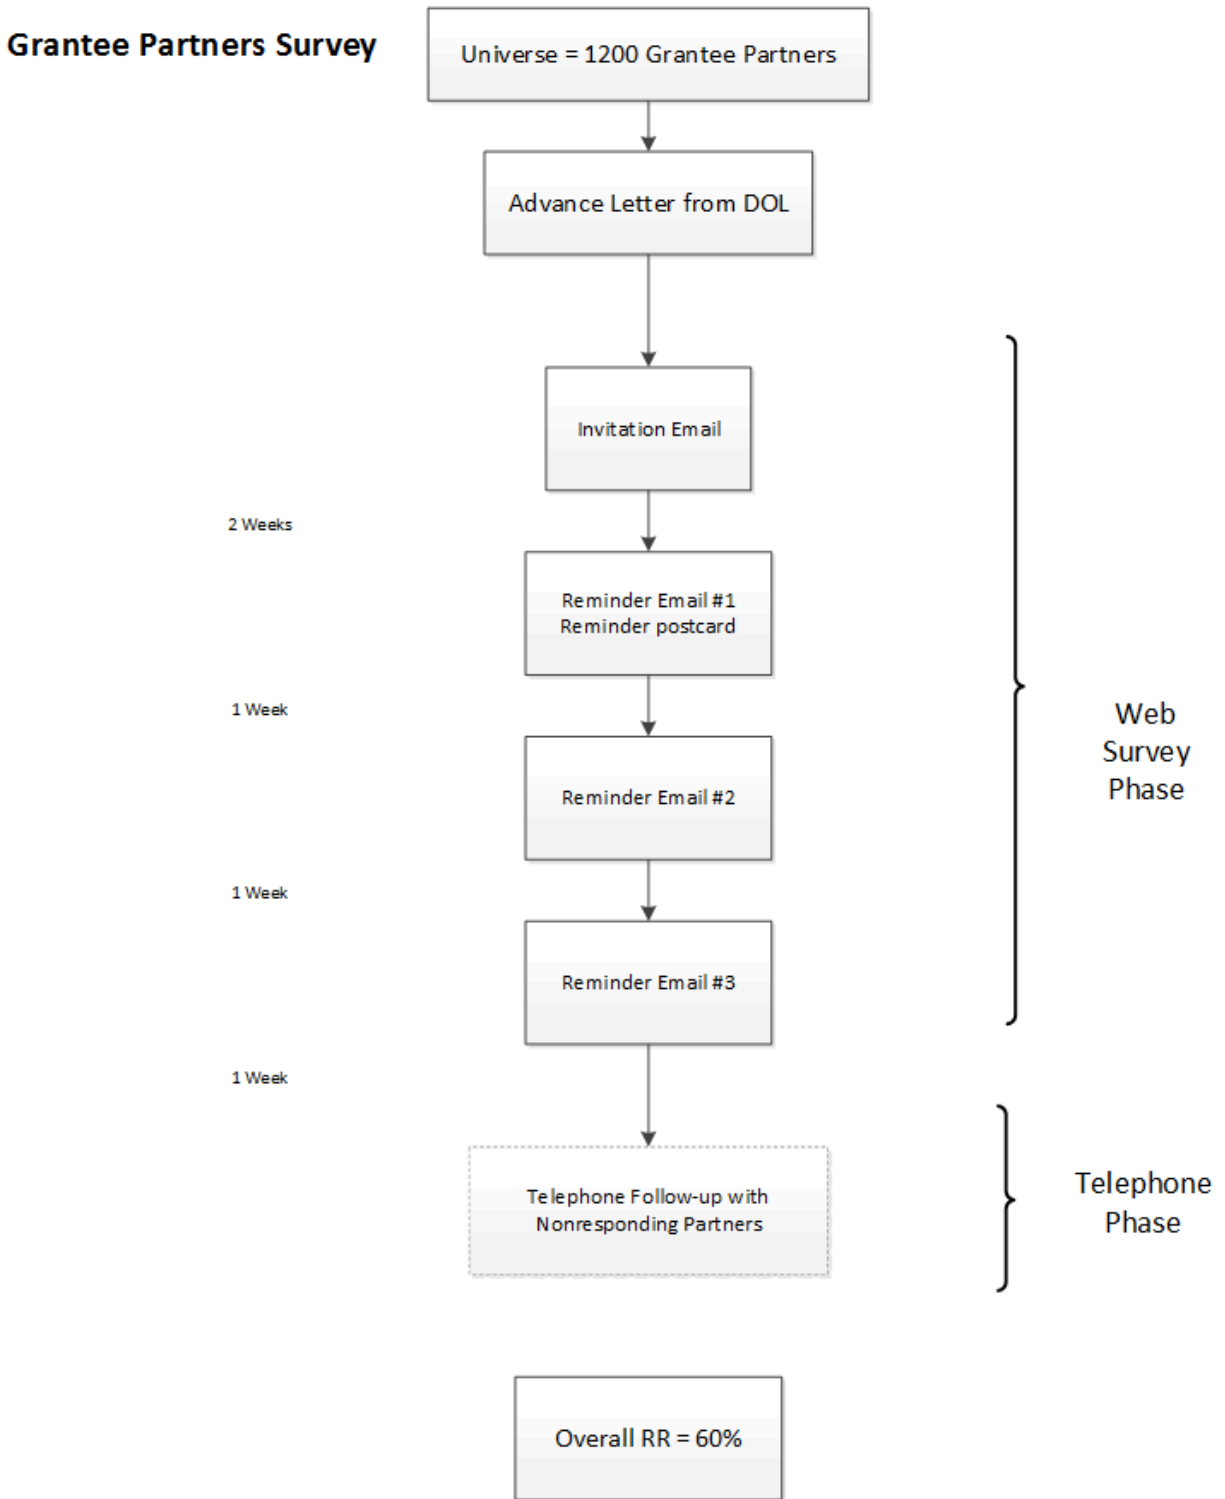 Grantee Partners Survey
Universe = 1200 Grantee Partners
Advance Letter from DOL
Invitation Email
2 Weeks
Reminder Email #1
Reminder postcard
1 Week
Reminder Email #2
Web
Survey
Phase
1 Week
Reminder Email #3
1 Week
Telephone Follow-up with
Nonresponding Partners
Telephone
Phase
Overall RR = 60%